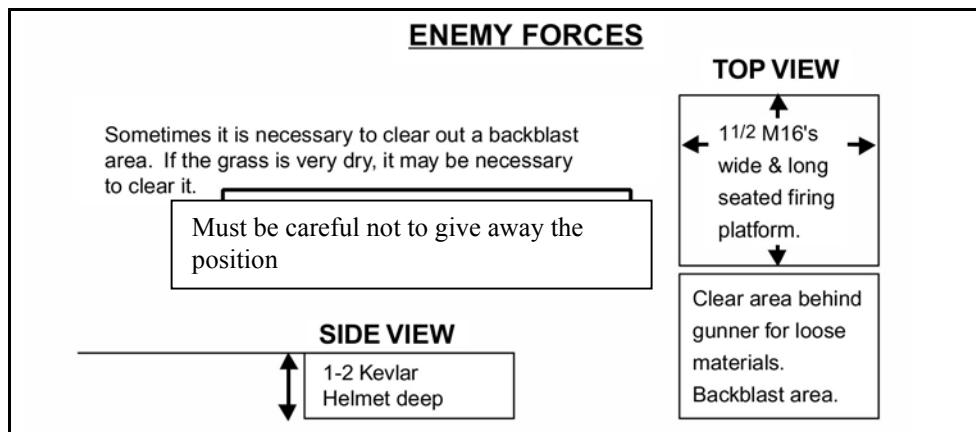 ENEMY FORCES
TOP VIEW
Sometimes it is necessary to clear out a backblast
area. If the grass is very dry, it may be necessary
to clear it.
Must be careful not to give away the
position
1 1/2 M16's
wide & long
seated firing
platform.
Clear area behind
gunner for loose
materials.
Backblast area.
SIDE VIEW
1-2 Kevlar
Helmet deep